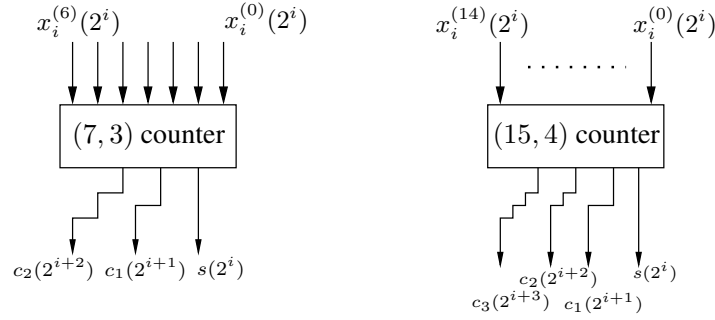 x_i^{(6)}(2^i) x_i^{(0)}(2^i) x_i^{(14)}(2^i) x_i^{(0)}(2^i)
(7, 3) counter (15, 4) counter
c_2(2^{i+2}) c_1(2^{i+1}) s(2^i) c_2(2^{i+2}) s(2^i)
c_3(2^{i+3}) c_1(2^{i+1})